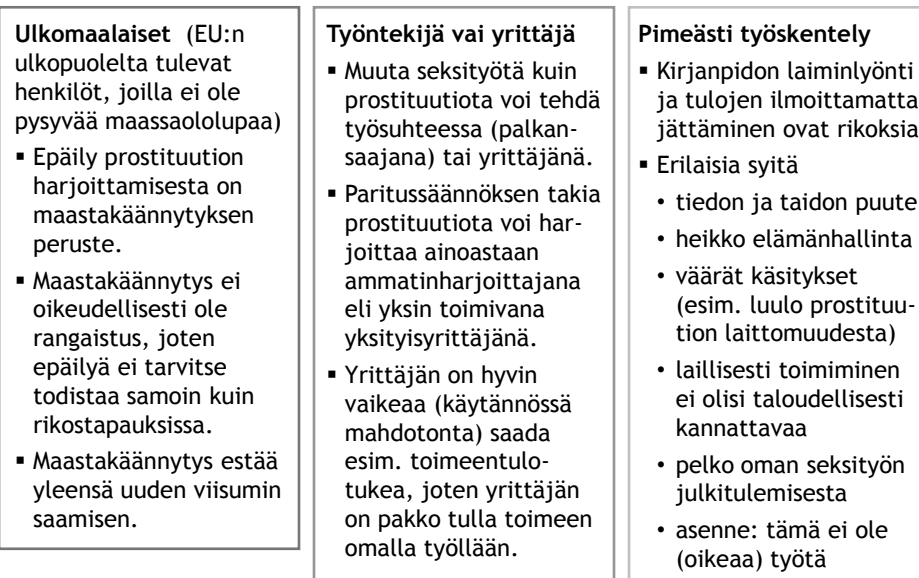 Ulkomaalaiset (EU:n
ulkopuolelta tulevat
henkilöt, joilla ei ole
pysyvää maassaololupaa)
▪ Epäily prostituution
harjoittamisesta on
maastakäännytyksen
peruste.
▪ Maastakäännytys ei
oikeudellisesti ole
rangaistus, joten
epäilyä ei tarvitse
todistaa samoin kuin
rikostapauksissa.
▪ Maastakäännytys estää
yleensä uuden viisumin
saamisen.
Työntekijä vai yrittäjä
▪ Muuta seksityötä kuin
prostituutiota voi tehdä
työsuhteessa (palkan-
saajana) tai yrittäjänä.
▪ Paritussäännöksen takia
prostituutiota voi har-
joittaa ainoastaan
ammatinharjoittajana
eli yksin toimivana
yksityisyrittäjänä.
▪ Yrittäjän on hyvin
vaikeaa (käytännössä
mahdotonta) saada
esim. toimeentulo-
tukea, joten yrittäjän
on pakko tulla toimeen
omalla työllään.
Pimeästi työskentely
▪ Kirjanpidon laiminlyönti
ja tulojen ilmoittamatta
jättäminen ovat rikoksia
▪ Erilaisia syitä
• tiedon ja taidon puute
• heikko elämänhallinta
• väärät käsitykset
(esim. luulo prostituu-
tion laittomuudesta)
• laillisesti toimiminen
ei olisi taloudellisesti
kannattavaa
• pelko oman seksityön
julkitulemisesta
• asenne: tämä ei ole
(oikeaa) työtä